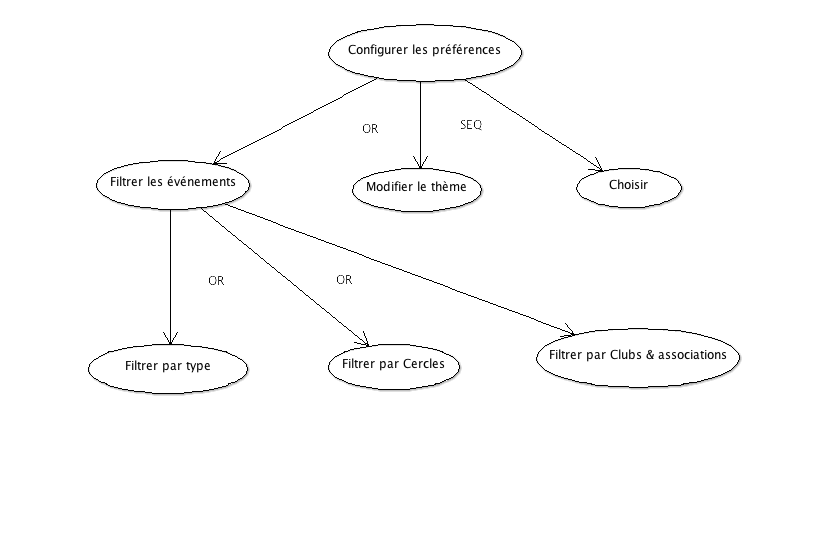 Configurer les préférences
OR
SEQ
Filtrer les événements
Modifier le thème
Choisir
OR
OR
Filtrer par type
Filtrer par Cercles
Filtrer par Clubs & associations